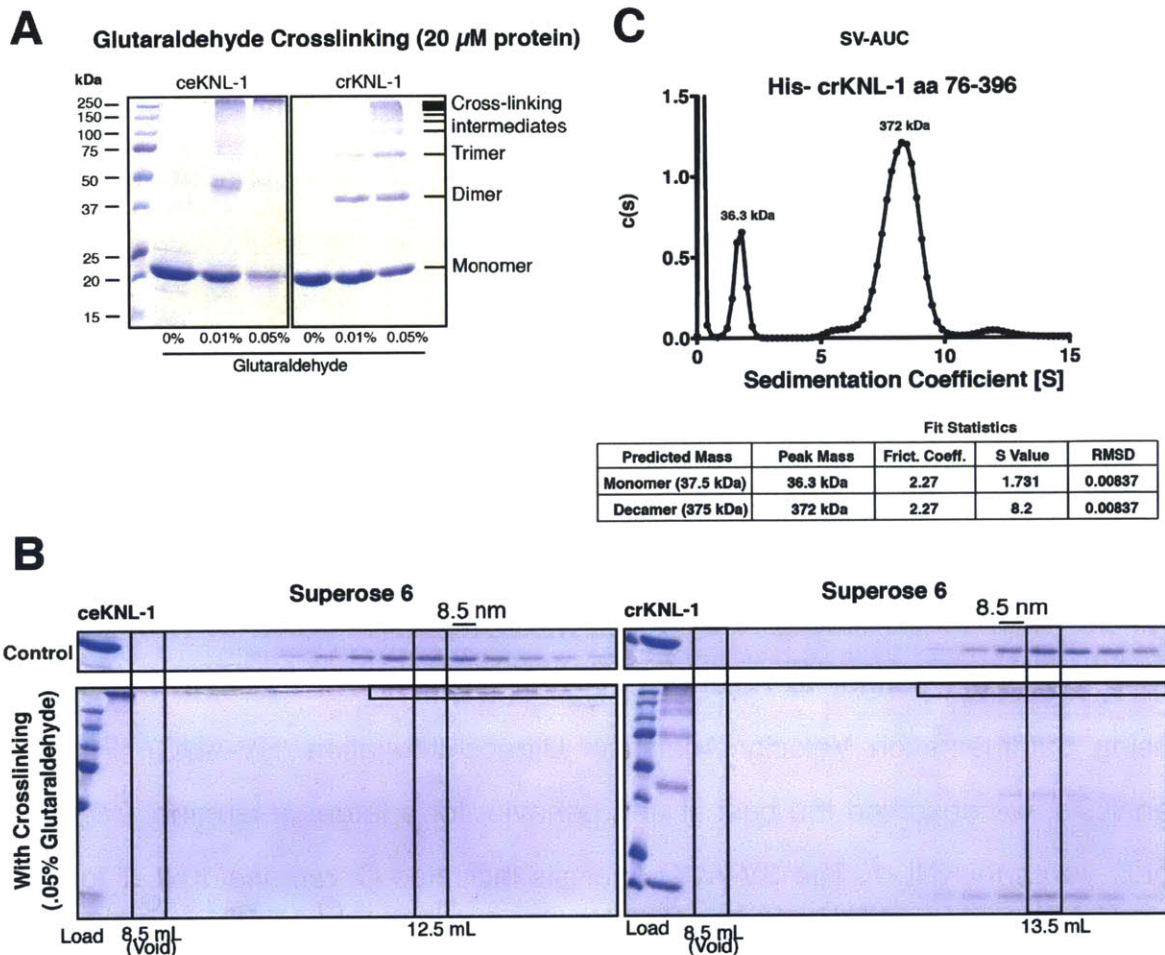 A
Glutaraldehyde Crosslinking (20 µM protein)
kDa
ceKNL-1
crKNL-1
250
150
100
75
50
37
25
20
15
Cross-linking
intermediates
Trimer
Dimer
Monomer
0% 0.01% 0.05% 0% 0.01% 0.05%
Glutaraldehyde
C
SV-AUC
His- crKNL-1 aa 76-396
1.5
1.0
0.5
0.0
c(s)
36.3 kDa
372 kDa
0 5 10 15
Sedimentation Coefficient [S]
Fit Statistics
Predicted Mass Peak Mass Frict. Coeff. S Value RMSD
Monomer (37.5 kDa) 36.3 kDa 2.27 1.731 0.00837
Decamer (375 kDa) 372 kDa 2.27 8.2 0.00837
B
ceKNL-1 Superose 6 8.5 nm
crKNL-1 Superose 6 8.5 nm
Control
With Crosslinking
(.05% Glutaraldehyde)
Load 8.5 mL (Void) 12.5 mL
Load 8.5 mL (Void) 13.5 mL